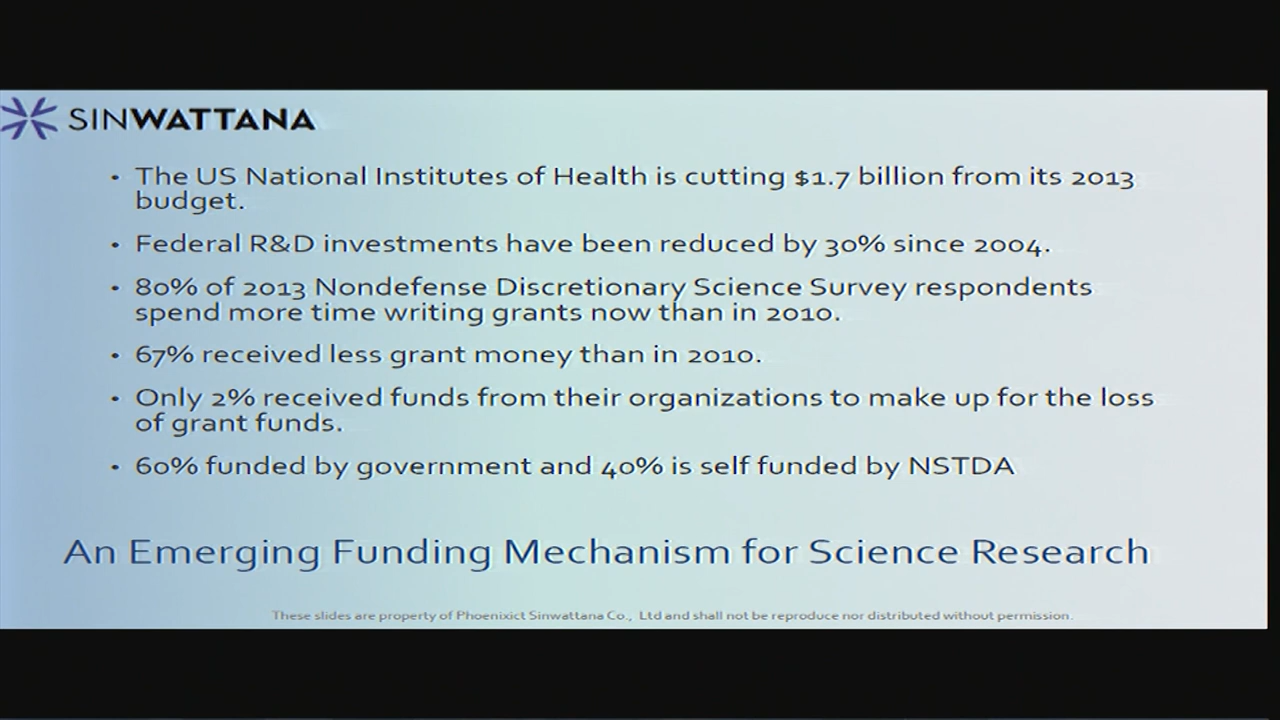 SINWATTANA
• The US National Institutes of Health is cutting $1.7 billion from its 2013
budget.
• Federal R&D investments have been reduced by 30% since 2004.
• 80% of 2013 Nondefense Discretionary Science Survey respondents
spend more time writing grants now than in 2010.
• 67% received less grant money than in 2010.
• Only 2% received funds from their organizations to make up for the loss
of grant funds.
• 60% funded by government and 40% is self funded by NSTDA
An Emerging Funding Mechanism for Science Research
These slides are property of Phoenixict Sinwattana Co., Ltd and shall not be reproduce nor distributed without permission.